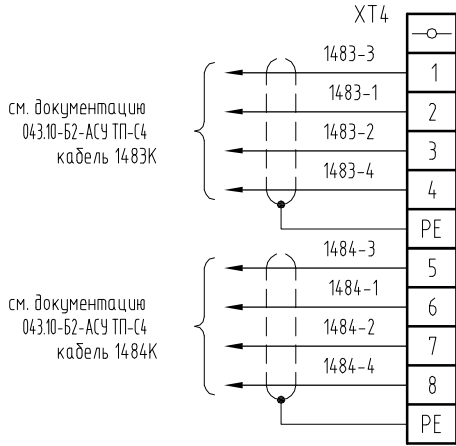 XT4
1483-3
1
1483-1
2
см. документацию
043.10-Б2-АСУ ТП-С4
кабель 1483К
1483-2
3
1483-4
4
PE
1484-3
5
1484-1
6
см. документацию
043.10-Б2-АСУ ТП-С4
кабель 1484К
1484-2
7
1484-4
8
PE